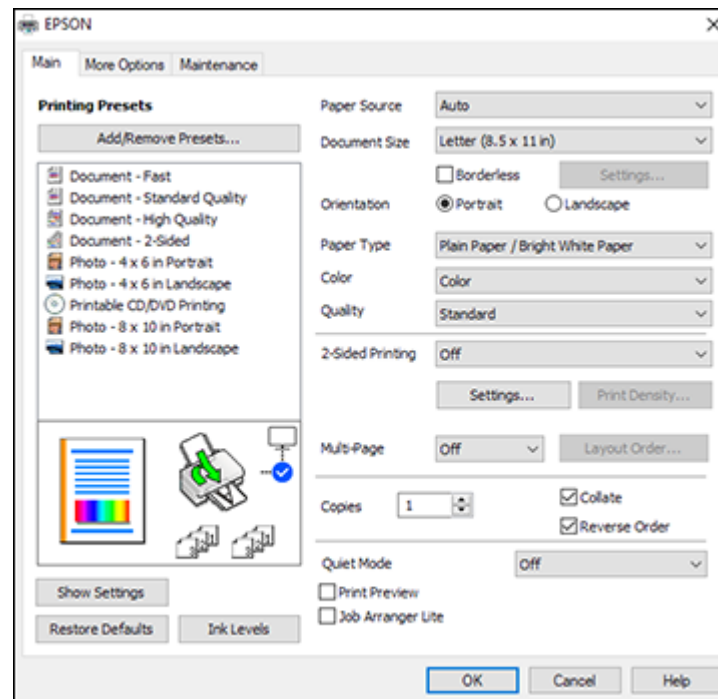 EPSON
Main
More Options
Maintenance
Printing Presets
Add/Remove Presets...
Document - Fast
Document - Standard Quality
Document - High Quality
Document - 2-Sided
Photo - 4 x 6 in Portrait
Photo - 4 x 6 in Landscape
Printable CD/DVD Printing
Photo - 8 x 10 in Portrait
Photo - 8 x 10 in Landscape
Show Settings
Restore Defaults
Ink Levels
Paper Source
Auto
Document Size
Letter (8.5 x 11 in)
Borderless
Settings...
Orientation
Portrait
Landscape
Paper Type
Plain Paper / Bright White Paper
Color
Color
Quality
Standard
2-Sided Printing
Off
Settings...
Print Density...
Multi-Page
Off
Layout Order...
Copies
1
Collate
Reverse Order
Quiet Mode
Off
Print Preview
Job Arranger Lite
OK
Cancel
Help